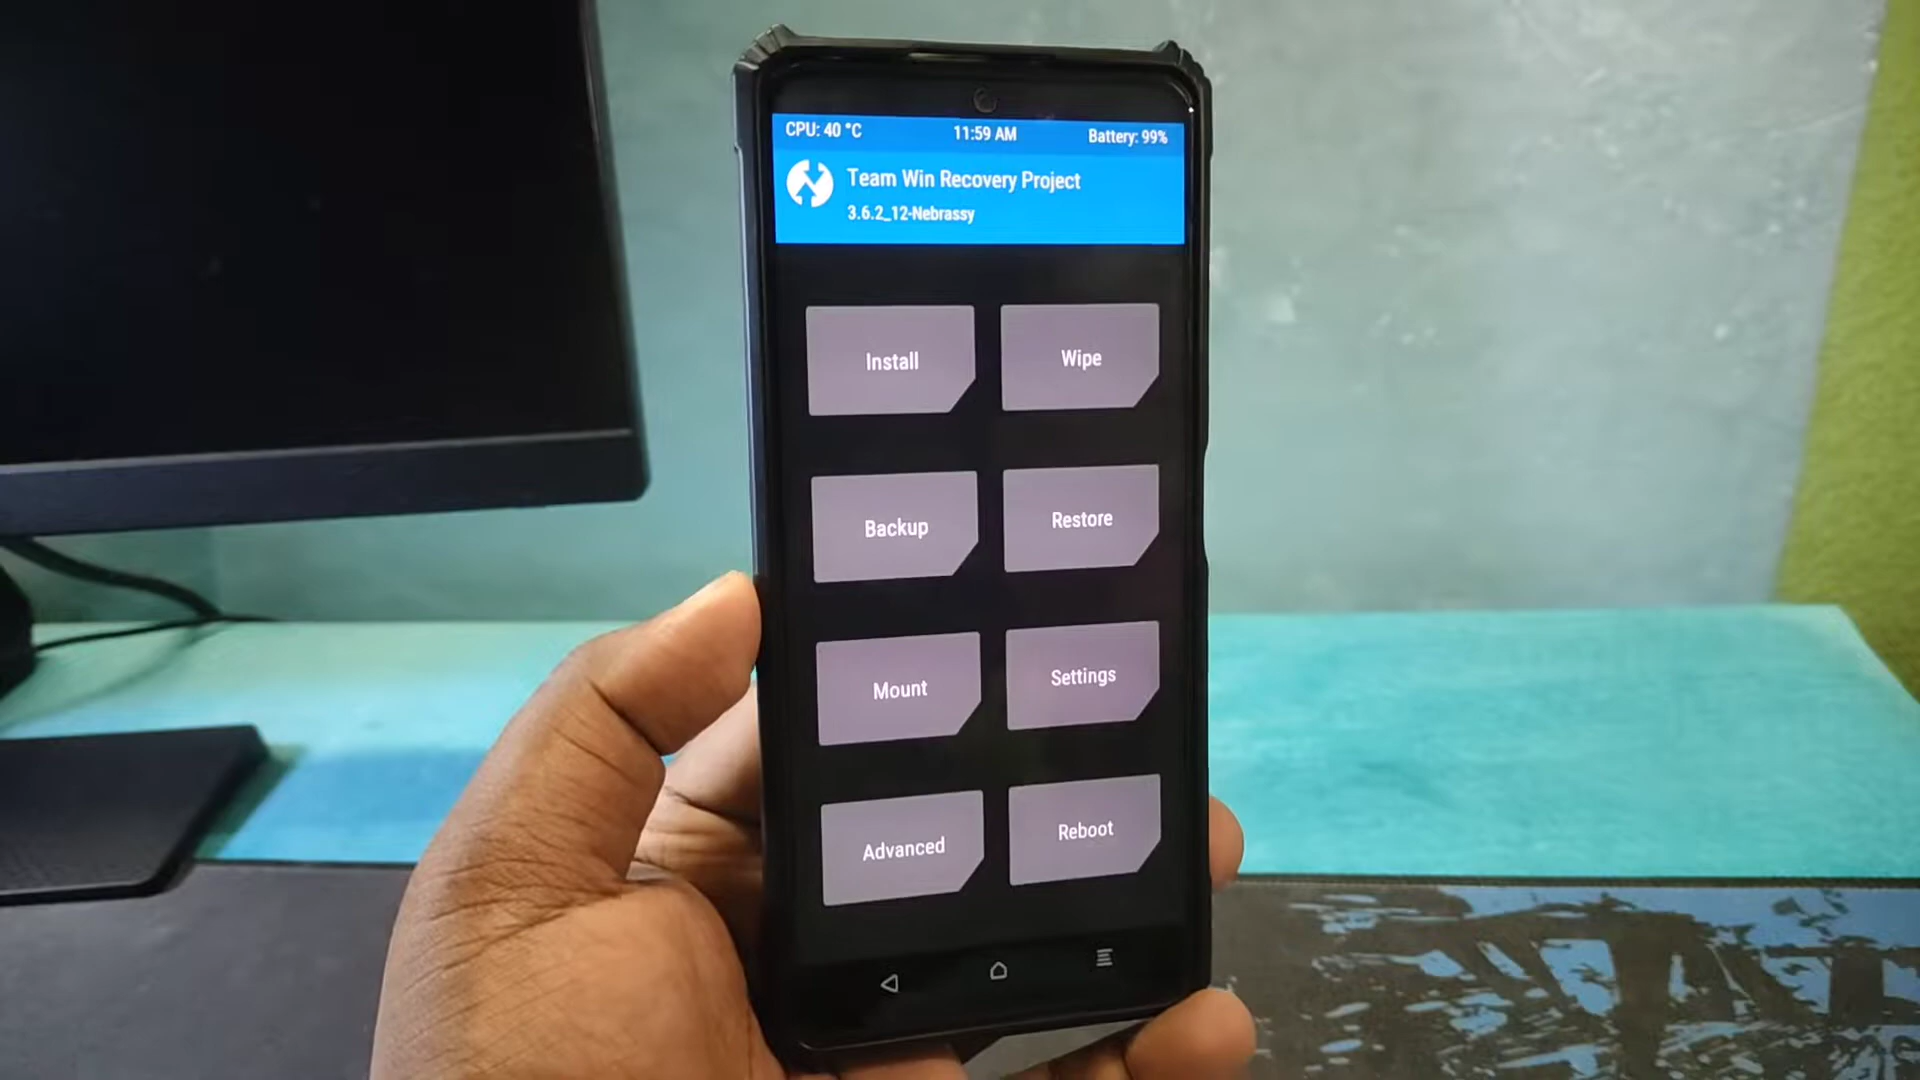 CPU: 40 °C 11:59 AM Battery: 99%
Team Win Recovery Project
3.6.2_12-Nebrassy
Install Wipe
Backup Restore
Mount Settings
Advanced Reboot